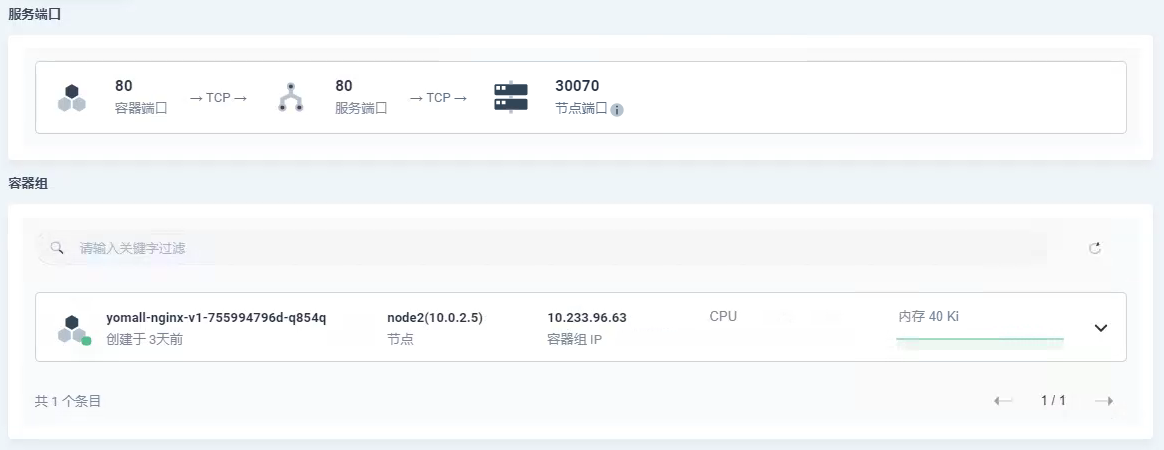 服务端口
80 → TCP → 80 → TCP → 30070
容器端口 服务端口 节点端口
容器组
请输入关键字过滤
yomall-nginx-v1-755994796d-q854q node2(10.0.2.5) 10.233.96.63 CPU 内存 40 Ki
创建于 3天前 节点 容器组 IP
共 1 个条目 1 / 1